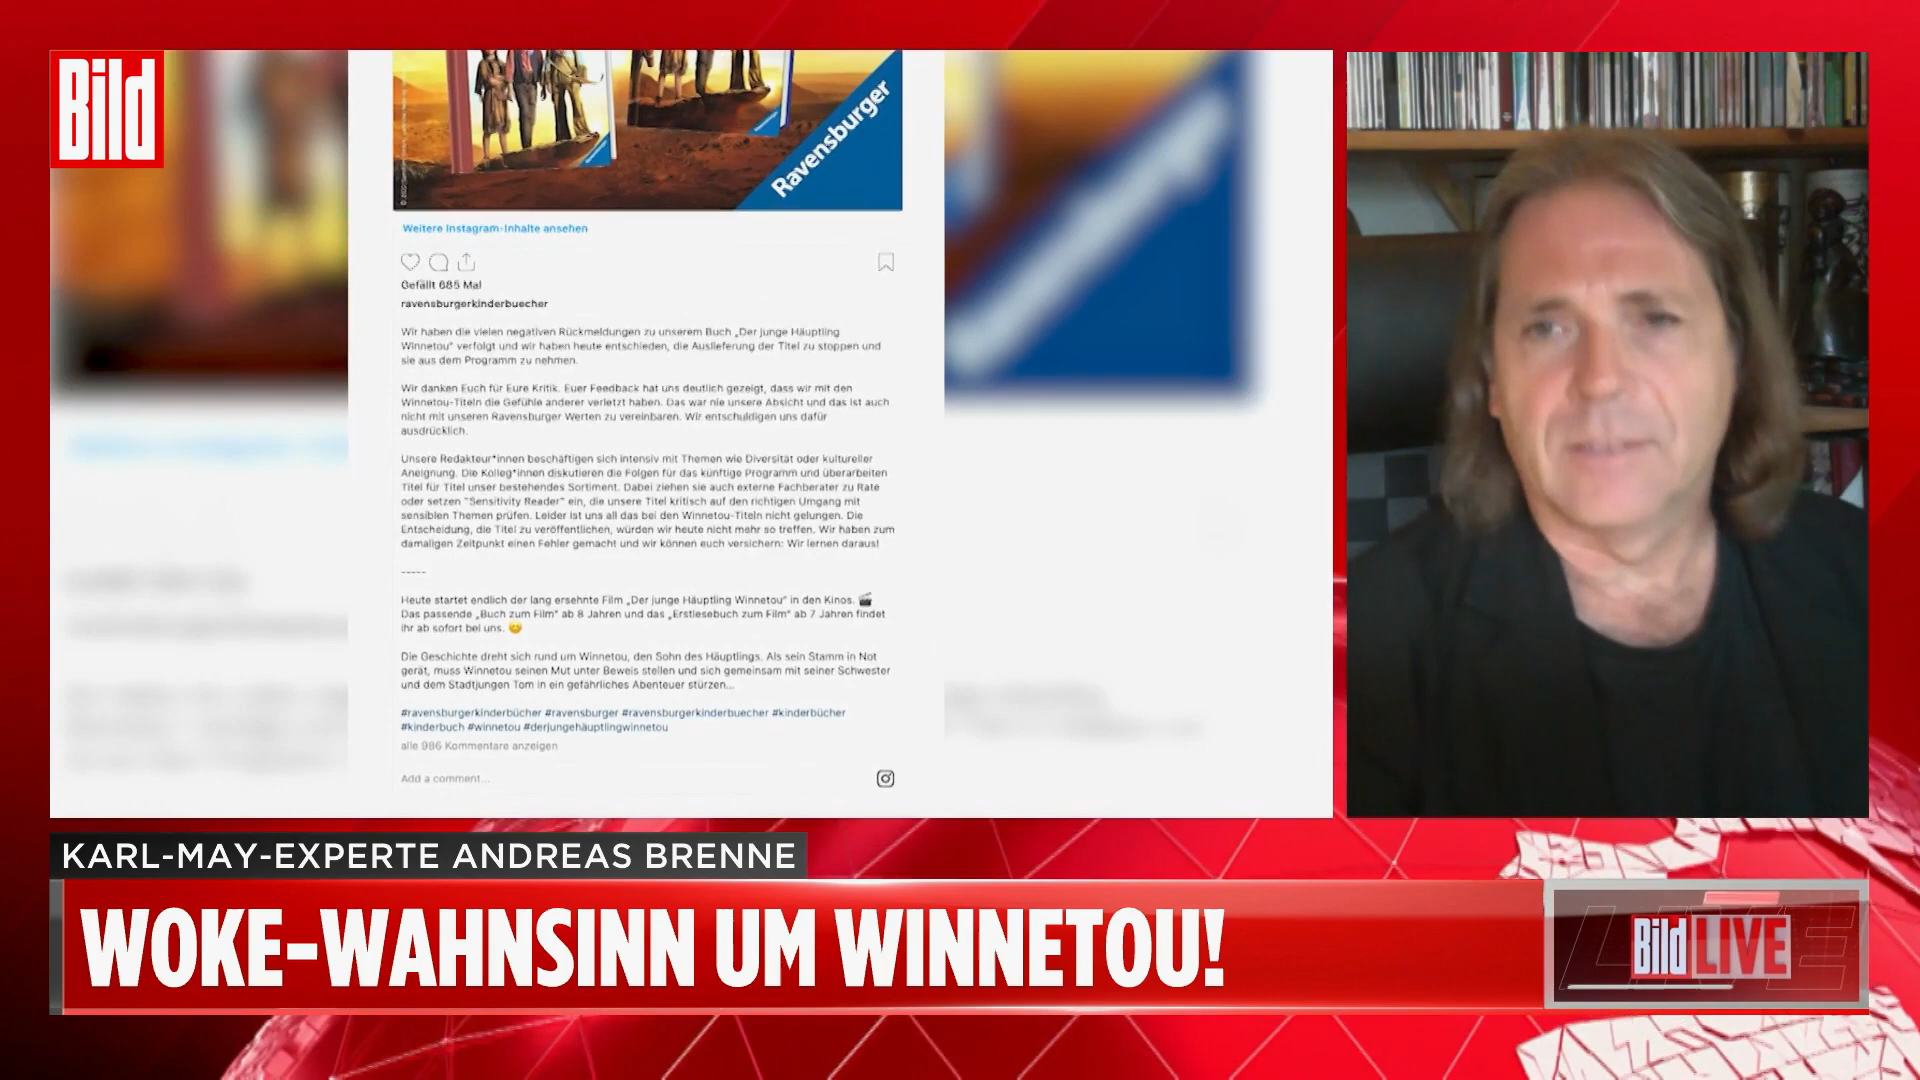 Bild
Ravensburger
Weitere Instagram-Inhalte ansehen
Gefällt 685 Mal
ravensburgerkinderbuecher
Wir haben die vielen negativen Rückmeldungen zu unserem Buch „Der junge Häuptling
Winnetou“ verfolgt und wir haben heute entschieden, die Auslieferung der Titel zu stoppen und
sie aus dem Programm zu nehmen.
Wir danken Euch für Eure Kritik. Euer Feedback hat uns deutlich gezeigt, dass wir mit den
Winnetou-Titeln die Gefühle anderer verletzt haben. Das war nie unsere Absicht und das ist auch
nicht mit unseren Ravensburger Werten zu vereinbaren. Wir entschuldigen uns dafür
ausdrücklich.
Unsere Redakteur*innen beschäftigen sich intensiv mit Themen wie Diversität oder kultureller
Aneignung. Die Kolleg*innen diskutieren die Folgen für das künftige Programm und überarbeiten
Titel für Titel unser bestehendes Sortiment. Dabei ziehen sie auch externe Fachberater zu Rate
oder setzen "Sensitivity Reader" ein, die unsere Titel kritisch auf den richtigen Umgang mit
sensiblen Themen prüfen. Leider ist uns all das bei den Winnetou-Titeln nicht gelungen. Die
Entscheidung, die Titel zu veröffentlichen, würden wir heute nicht mehr so treffen. Wir haben zum
damaligen Zeitpunkt einen Fehler gemacht und wir können euch versichern: Wir lernen daraus!
-----
Heute startet endlich der lang ersehnte Film „Der junge Häuptling Winnetou“ in den Kinos. 🎬
Das passende „Buch zum Film“ ab 8 Jahren und das „Erstlesebuch zum Film“ ab 7 Jahren findet
ihr ab sofort bei uns. 😊
Die Geschichte dreht sich rund um Winnetou, den Sohn des Häuptlings. Als sein Stamm in Not
gerät, muss Winnetou seinen Mut unter Beweis stellen und sich gemeinsam mit seiner Schwester
und dem Stadtjungen Tom in ein gefährliches Abenteuer stürzen...
#ravensburgerkinderbücher #ravensburger #ravensburgerkinderbuecher #kinderbücher
#kinderbuch #winnetou #derjungehäuptlingwinnetou
alle 986 Kommentare anzeigen
Add a comment...
KARL-MAY-EXPERTE ANDREAS BRENNE
WOKE-WAHNSINN UM WINNETOU!
Bild LIVE